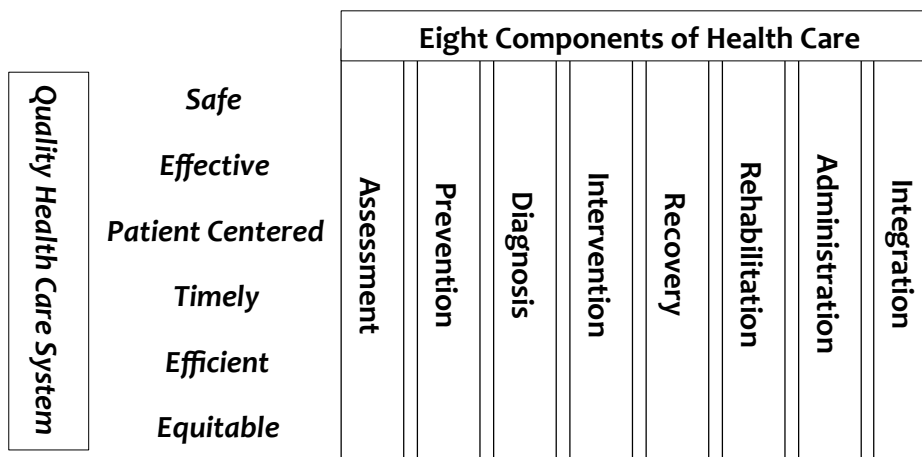 Eight Components of Health Care
Quality Health Care System
Safe
Effective
Patient Centered
Timely
Efficient
Equitable
Assessment
Prevention
Diagnosis
Intervention
Recovery
Rehabilitation
Administration
Integration